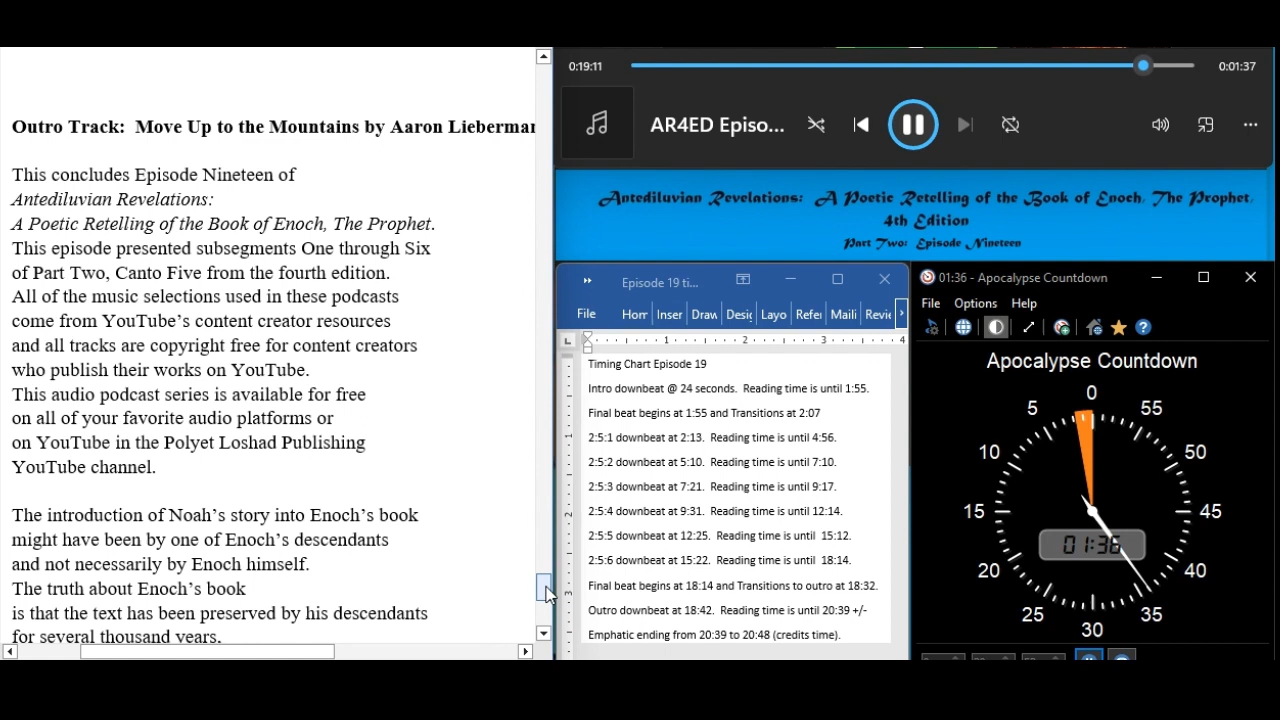 Outro Track:  Move Up to the Mountains by Aaron Lieberman
This concludes Episode Nineteen of
Antediluvian Revelations:
A Poetic Retelling of the Book of Enoch, The Prophet.
This episode presented subsegments One through Six
of Part Two, Canto Five from the fourth edition.
All of the music selections used in these podcasts
come from YouTube's content creator resources
and all tracks are copyright free for content creators
who publish their works on YouTube.
This audio podcast series is available for free
on all of your favorite audio platforms or
on YouTube in the Polyet Loshad Publishing
YouTube channel.
The introduction of Noah's story into Enoch's book
might have been by one of Enoch's descendants
and not necessarily by Enoch himself.
The truth about Enoch's book
is that the text has been preserved by his descendants
for several thousand years.
0:19:11
0:01:37
AR4ED Episo...
Antediluvian Revelations:  A Poetic Retelling of the Book of Enoch, The Prophet,
4th Edition
Part Two:  Episode Nineteen
Episode 19 ti...
File Hom Inser Draw Desig Layo Refer Maili Revie
1 2 3 4
1
2
3
Timing Chart Episode 19
Intro downbeat @ 24 seconds.  Reading time is until 1:55.
Final beat begins at 1:55 and Transitions at 2:07
2:5:1 downbeat at 2:13.  Reading time is until 4:56.
2:5:2 downbeat at 5:10.  Reading time is until 7:10.
2:5:3 downbeat at 7:21.  Reading time is until 9:17.
2:5:4 downbeat at 9:31.  Reading time is until 12:14.
2:5:5 downbeat at 12:25.  Reading time is until  15:12.
2:5:6 downbeat at 15:22.  Reading time is until  18:14.
Final beat begins at 18:14 and Transitions to outro at 18:32.
Outro downbeat at 18:42.  Reading time is until 20:39 +/-
Emphatic ending from 20:39 to 20:48 (credits time).
01:36 - Apocalypse Countdown
File Options Help
Apocalypse Countdown
0
5 55
10 50
15 45
01:36
20 40
25 35
30